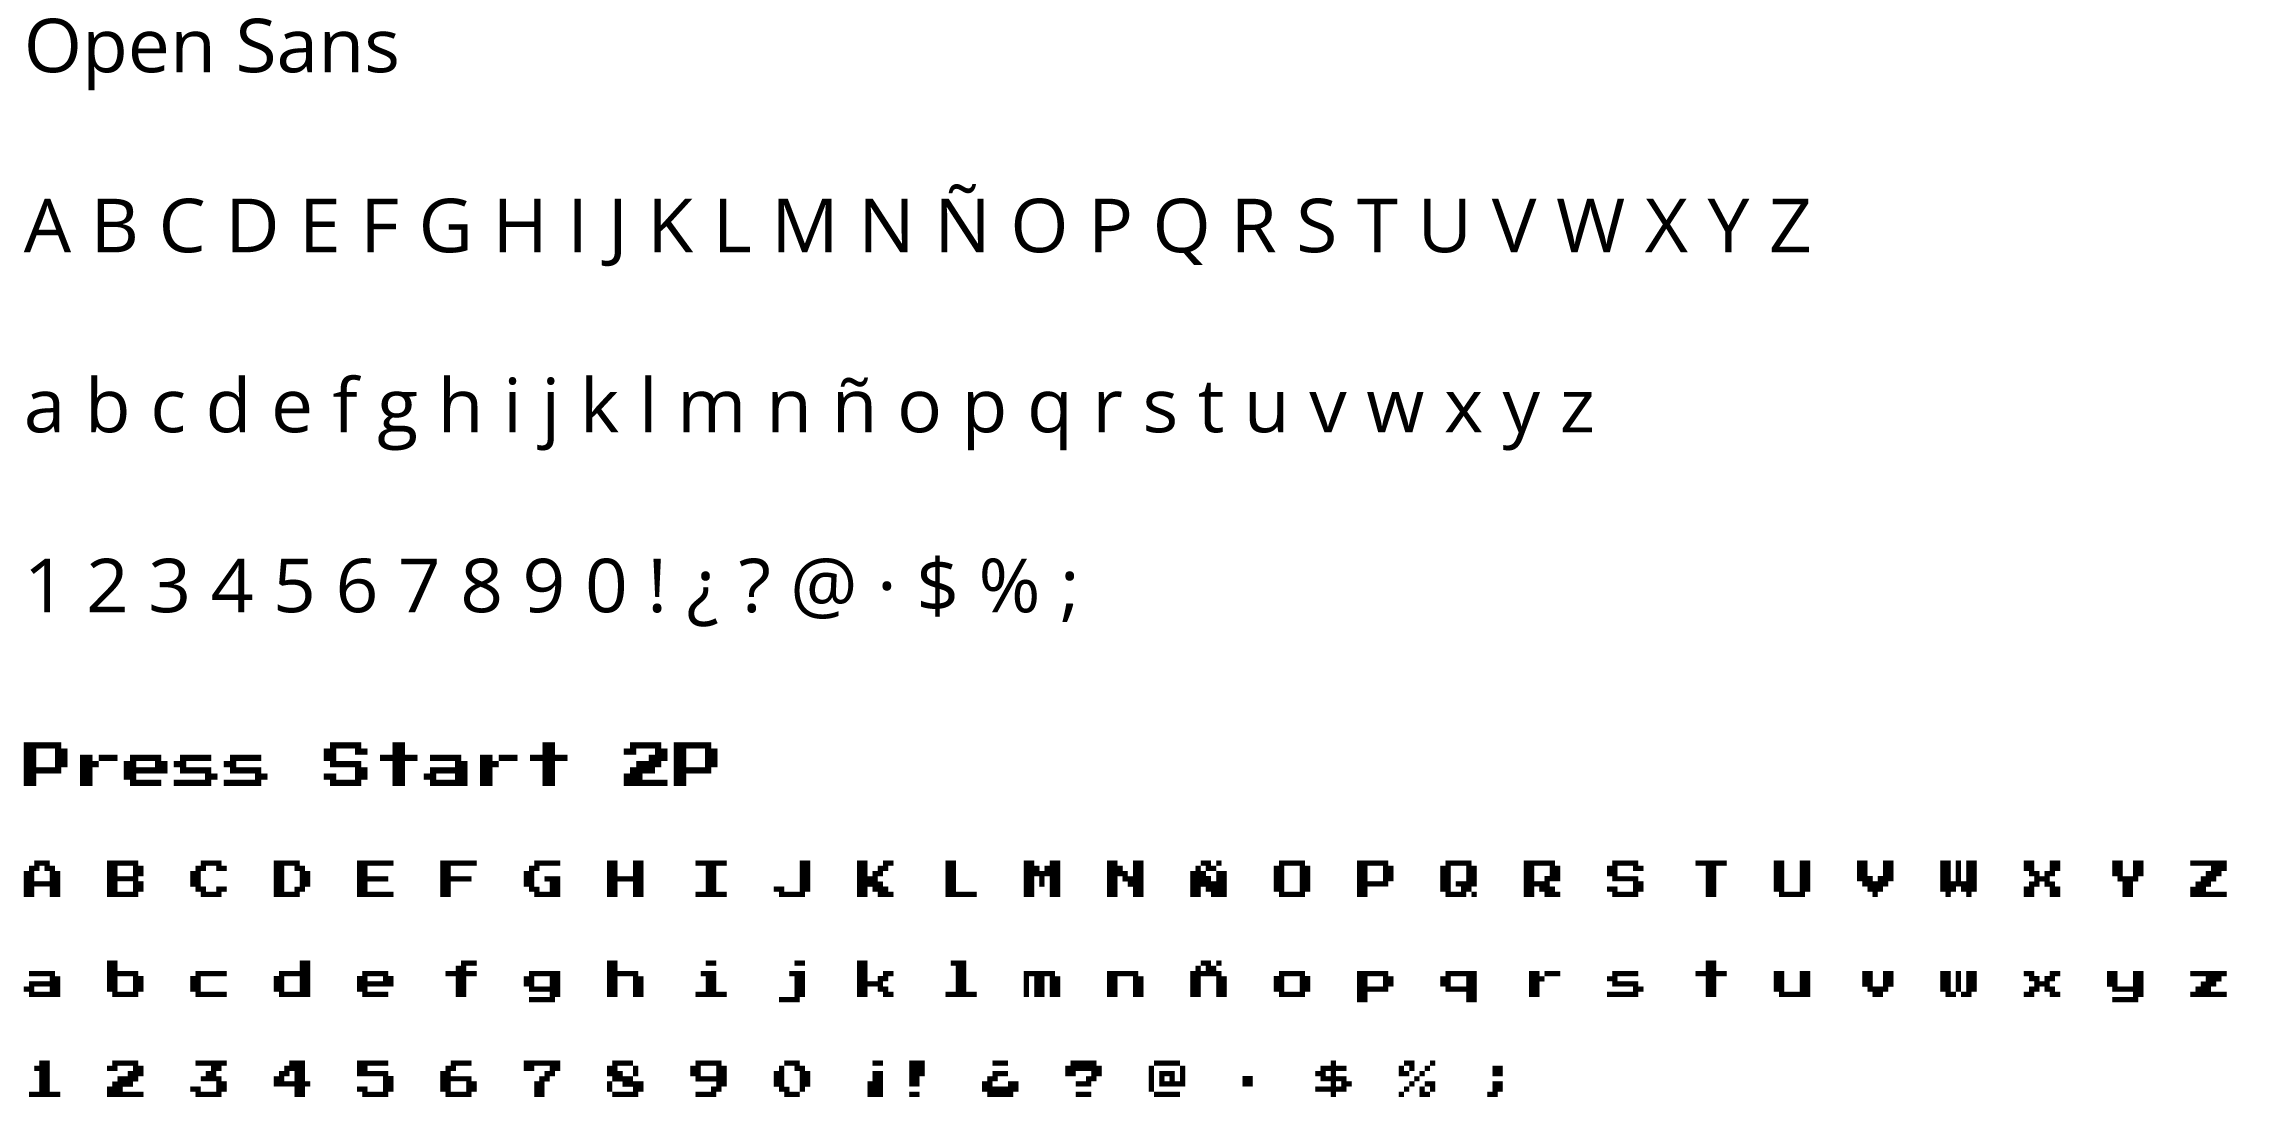 Open Sans
A B C D E F G H I J K L M N Ñ O P Q R S T U V W X Y Z
a b c d e f g h i j k l m n ñ o p q r s t u v w x y z
1 2 3 4 5 6 7 8 9 0 ! ¿ ? @ · $ % ;
Press Start 2P
A B C D E F G H I J K L M N Ñ O P Q R S T U V W X Y Z
a b c d e f g h i j k l m n ñ o p q r s t u v w x y z
1 2 3 4 5 6 7 8 9 0 ¡! ¿ ? @ · $ % ;